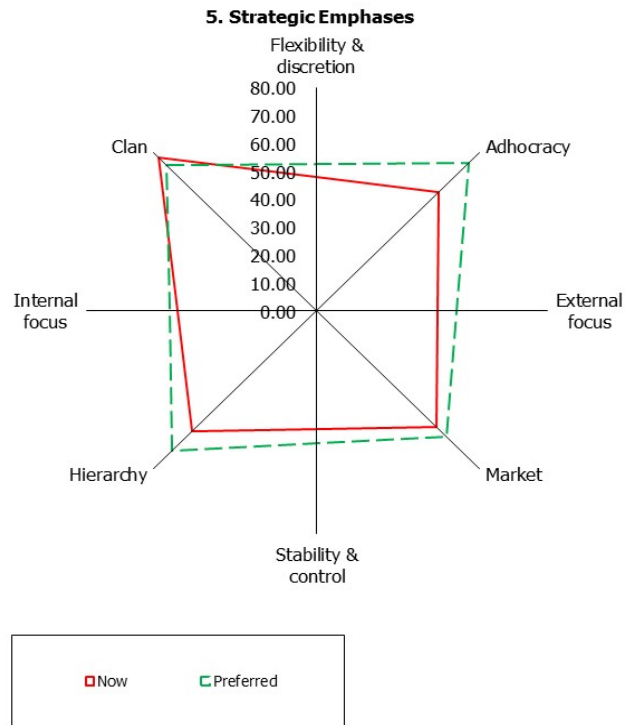 5. Strategic Emphases
Flexibility &
discretion
80.00
70.00
60.00
50.00
40.00
30.00
20.00
10.00
0.00
Clan
Adhocracy
Internal
focus
External
focus
Hierarchy
Market
Stability &
control
Now Preferred